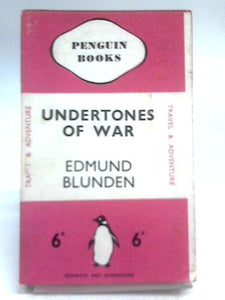 PENGUIN
BOOKS
UNDERTONES
OF WAR
TRAVEL & ADVENTURE
TRAVEL & ADVENTURE
EDMUND
BLUNDEN
6ᵈ 6ᵈ
COMPLETE AND UNABRIDGED